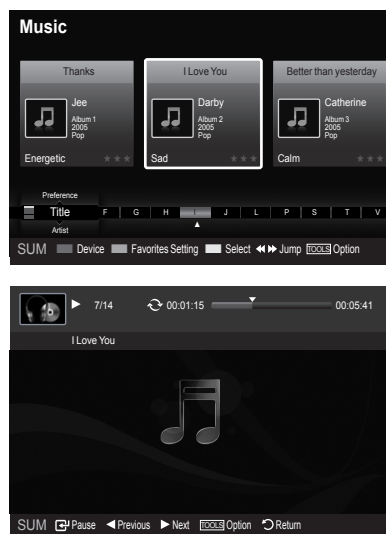 Music
Thanks I Love You Better than yesterday
Jee Darby Catherine
Album 1 Album 2 Album 3
2005 2005 2005
Pop Pop Pop
Energetic Sad Calm
Preference
Title F G H I J L P S T V
Artist
SUM Device Favorites Setting Select Jump TOOLS Option
7/14 00:01:15 00:05:41
I Love You
SUM Pause Previous Next TOOLS Option Return